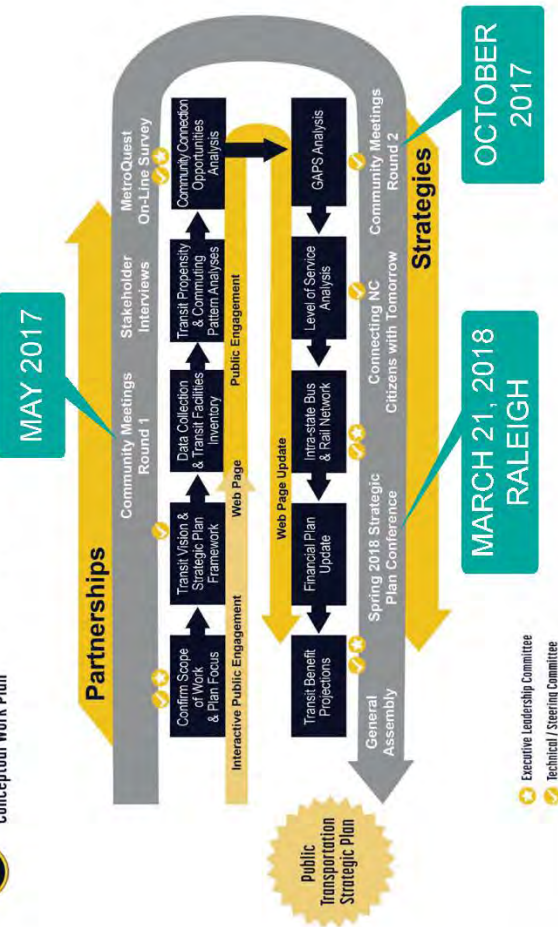 Conceptual Work Plan
MAY 2017
Partnerships
Community Meetings
Round 1
Stakeholder
Interviews
MetroQuest
On-Line Survey
Confirm Scope
of Work
& Plan Focus
Transit Vision &
Strategic Plan
Framework
Data Collection
& Transit Facilities
Inventory
Transit Propensity
& Commuting
Pattern Analyses
Community Connection
Opportunities
Analysis
Interactive Public Engagement
Web Page
Public Engagement
Web Page Update
Transit Benefit
Projections
Financial Plan
Update
Intra-state Bus
& Rail Network
Level of Service
Analysis
GAPS Analysis
General
Assembly
Spring 2018 Strategic
Plan Conference
Connecting NC
Citizens with Tomorrow
Community Meetings
Round 2
Strategies
Public
Transportation
Strategic Plan
MARCH 21, 2018
RALEIGH
OCTOBER
2017
Executive Leadership Committee
Technical / Steering Committee